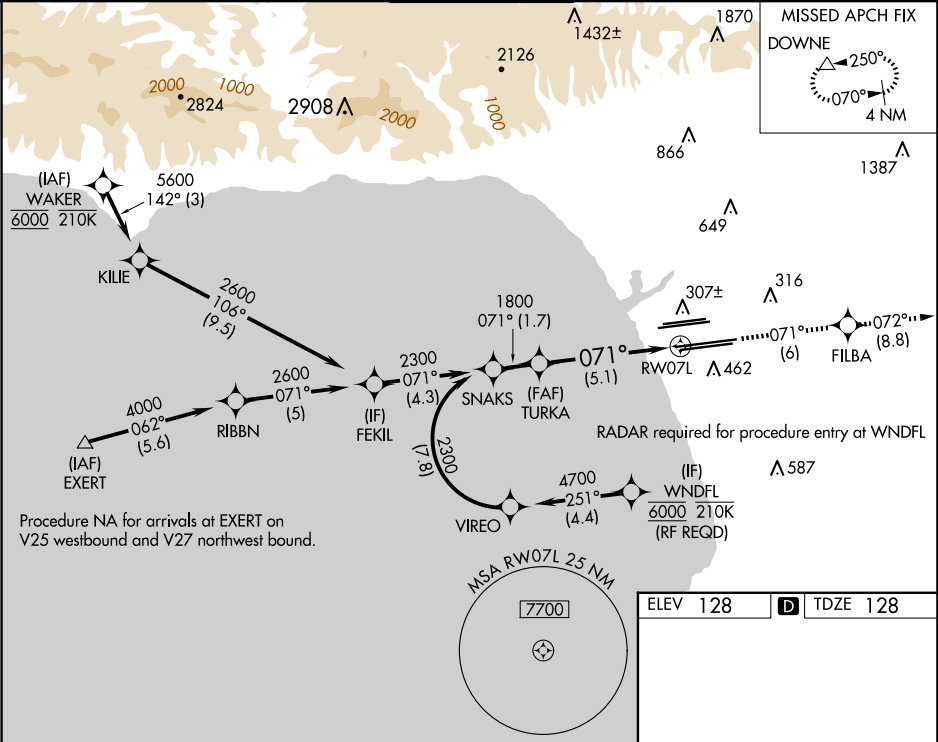 1432±
1870
MISSED APCH FIX
DOWNE
250°
070°
4 NM
2126
2000
1000
2824
2908
2000
1000
866
1387
649
(IAF)
WAKER
6000 210K
5600
142° (3)
KILIE
2600
106°
(9.5)
307±
316
1800
071° (1.7)
071°
(6)
072°
(8.8)
FILBA
RW07L
462
071°
(5.1)
2300
071°
(4.3)
SNAKS
(FAF)
TURKA
(IF)
FEKIL
2600
071°
(5)
RIBBN
4000
062°
(5.6)
(IAF)
EXERT
RADAR required for procedure entry at WNDFL
587
2300
(7.8)
4700
251°
(4.4)
VIREO
(IF)
WNDFL
6000 210K
(RF REQD)
Procedure NA for arrivals at EXERT on
V25 westbound and V27 northwest bound.
MSA RW07L 25 NM
7700
ELEV 128
D TDZE 128